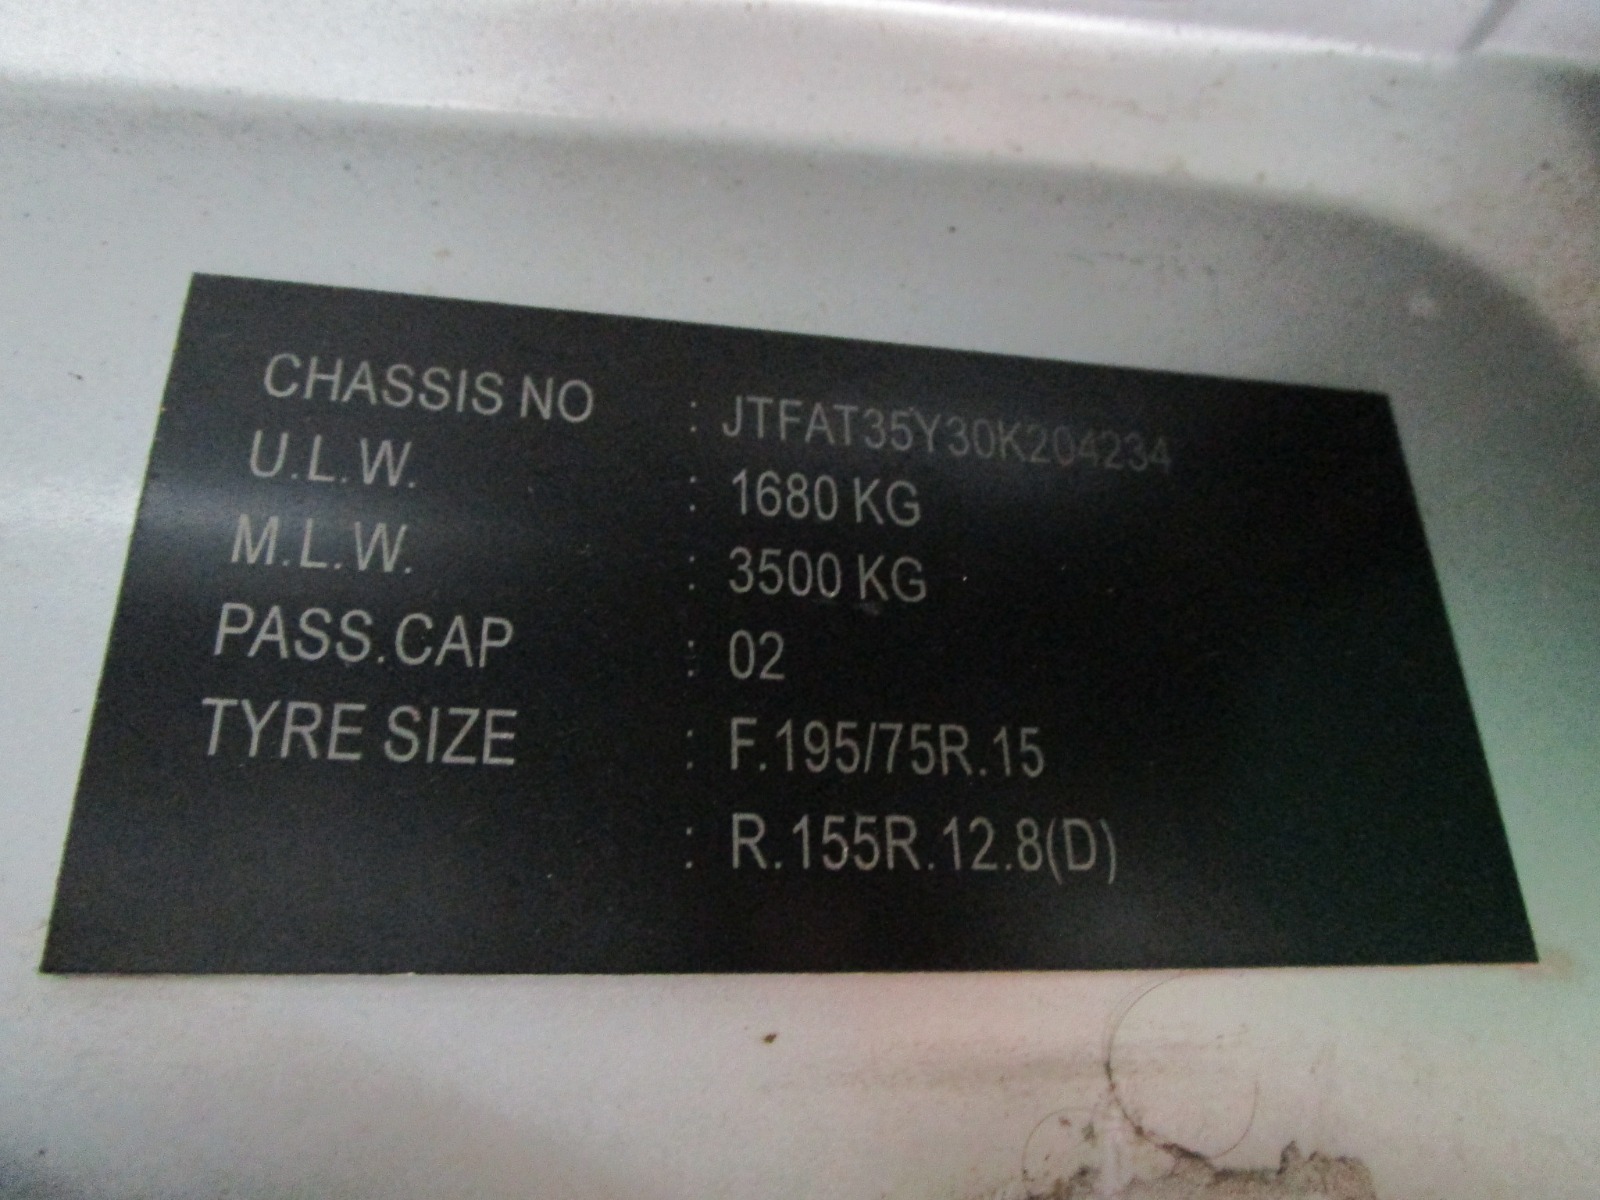 CHASSIS NO : JTFAT35Y30K204234
U.L.W. : 1680 KG
M.L.W. : 3500 KG
PASS.CAP : 02
TYRE SIZE : F.195/75R.15
: R.155R.12.8(D)